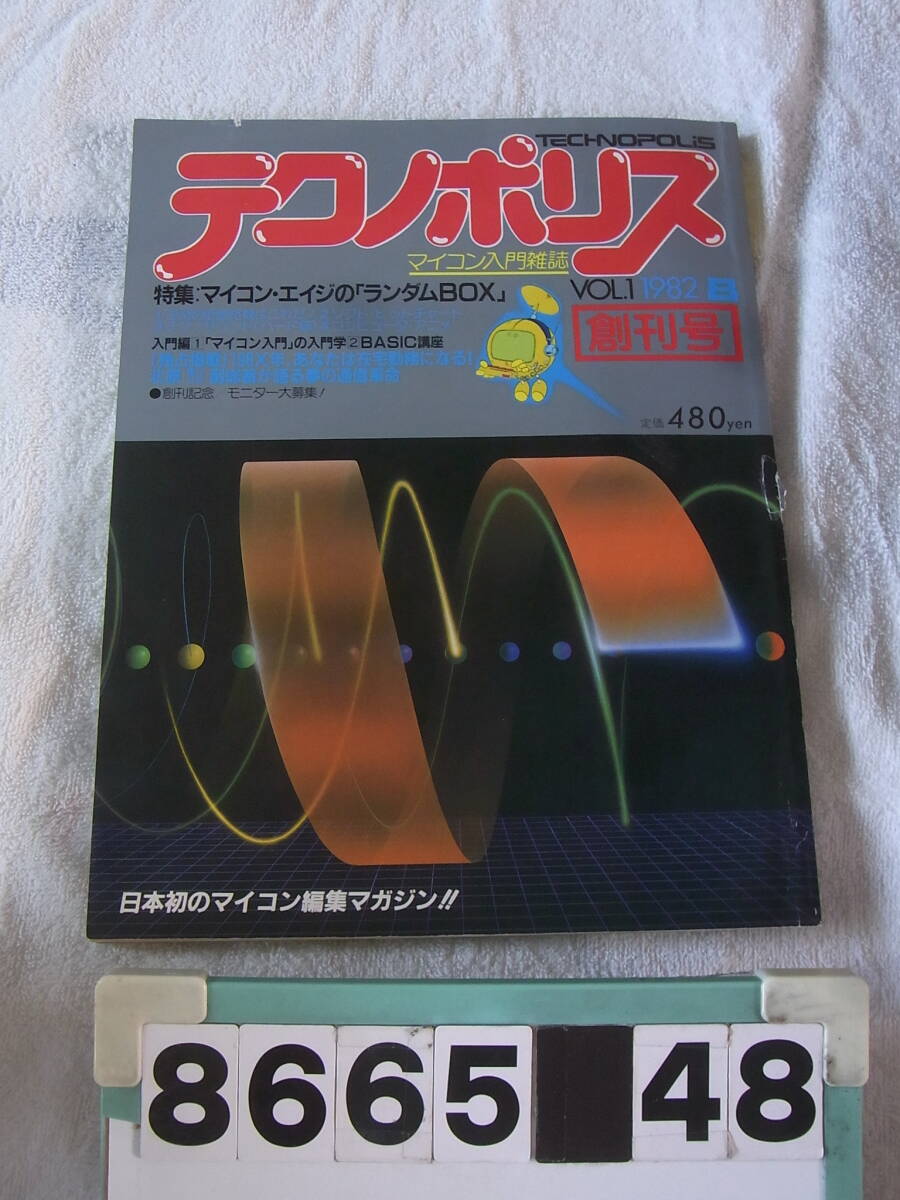 TECHNOPOLIS
テクノポリス
マイコン入門雑誌
VOL.1 1982 8
特集:マイコン・エイジの「ランダムBOX」
創刊号
入門編1「マイコン入門」の入門学2BASIC講座
●創刊記念 モニター大募集!
定価480yen
日本初のマイコン編集マガジン!!
8665 48